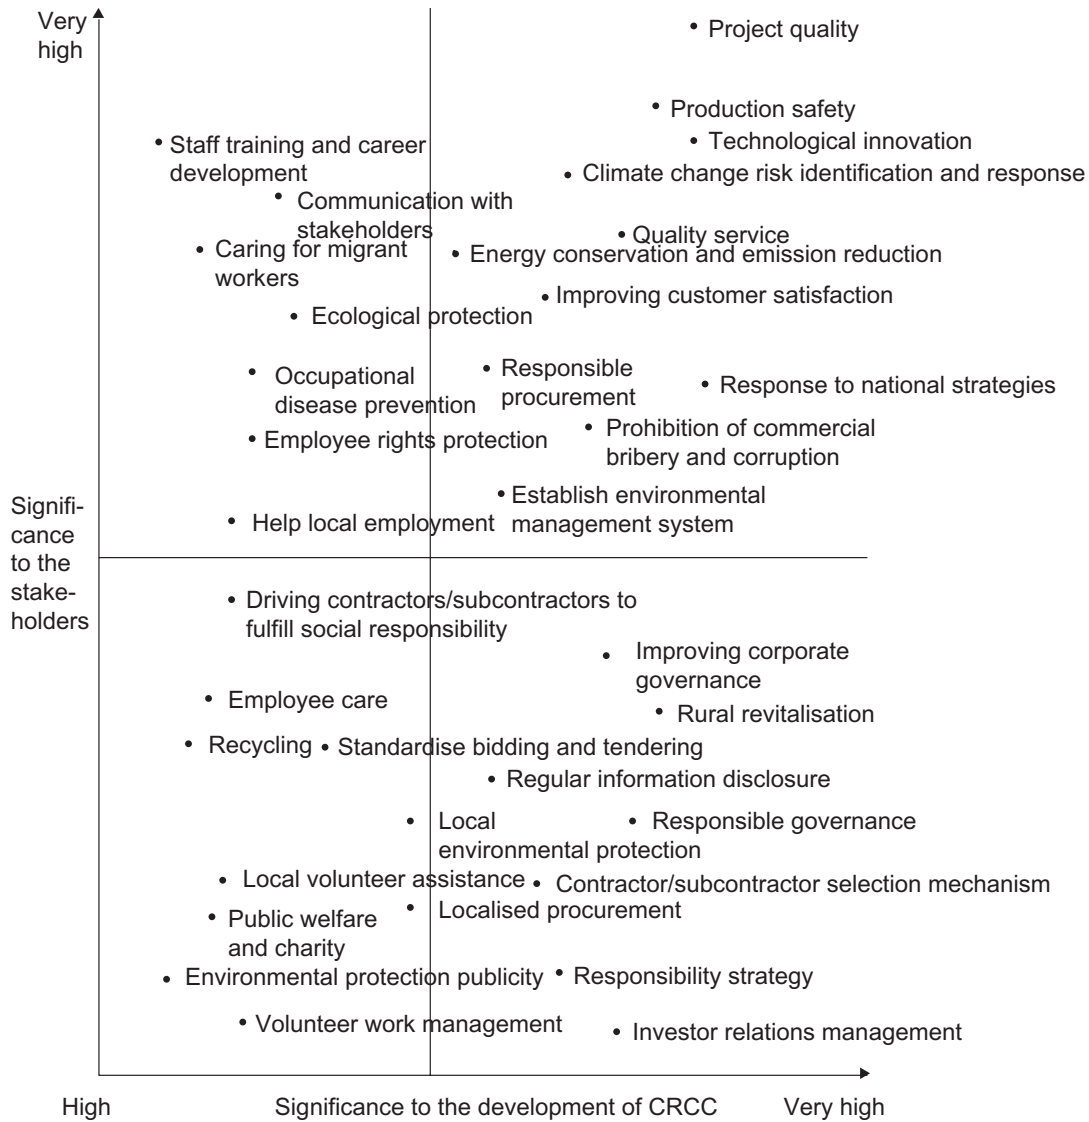 Very
high
Project quality
Production safety
Technological innovation
Staff training and career
development
Climate change risk identification and response
Communication with
stakeholders
Quality service
Caring for migrant
workers
Energy conservation and emission reduction
Improving customer satisfaction
Ecological protection
Responsible
procurement
Occupational
disease prevention
Response to national strategies
Prohibition of commercial
bribery and corruption
Employee rights protection
Establish environmental
management system
Signifi-
cance
to the
stake-
holders
Help local employment
Driving contractors/subcontractors to
fulfill social responsibility
Improving corporate
governance
Employee care
Rural revitalisation
Recycling
Standardise bidding and tendering
Regular information disclosure
Local
environmental protection
Responsible governance
Local volunteer assistance
Contractor/subcontractor selection mechanism
Localised procurement
Public welfare
and charity
Environmental protection publicity
Responsibility strategy
Volunteer work management
Investor relations management
High
Significance to the development of CRCC
Very high